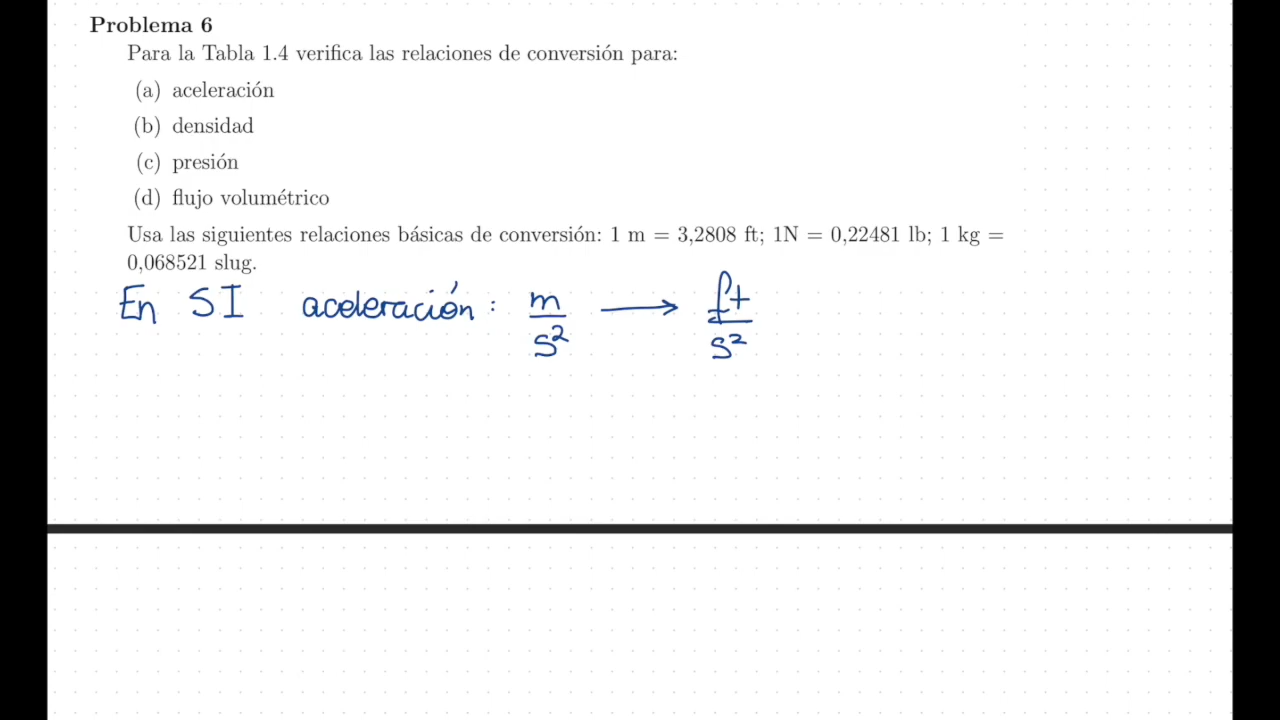 Problema 6
Para la Tabla 1.4 verifica las relaciones de conversión para:
(a) aceleración
(b) densidad
(c) presión
(d) flujo volumétrico
Usa las siguientes relaciones básicas de conversión: 1 m = 3,2808 ft; 1N = 0,22481 lb; 1 kg =
0,068521 slug.
En SI aceleración: m/s² → ft/s²